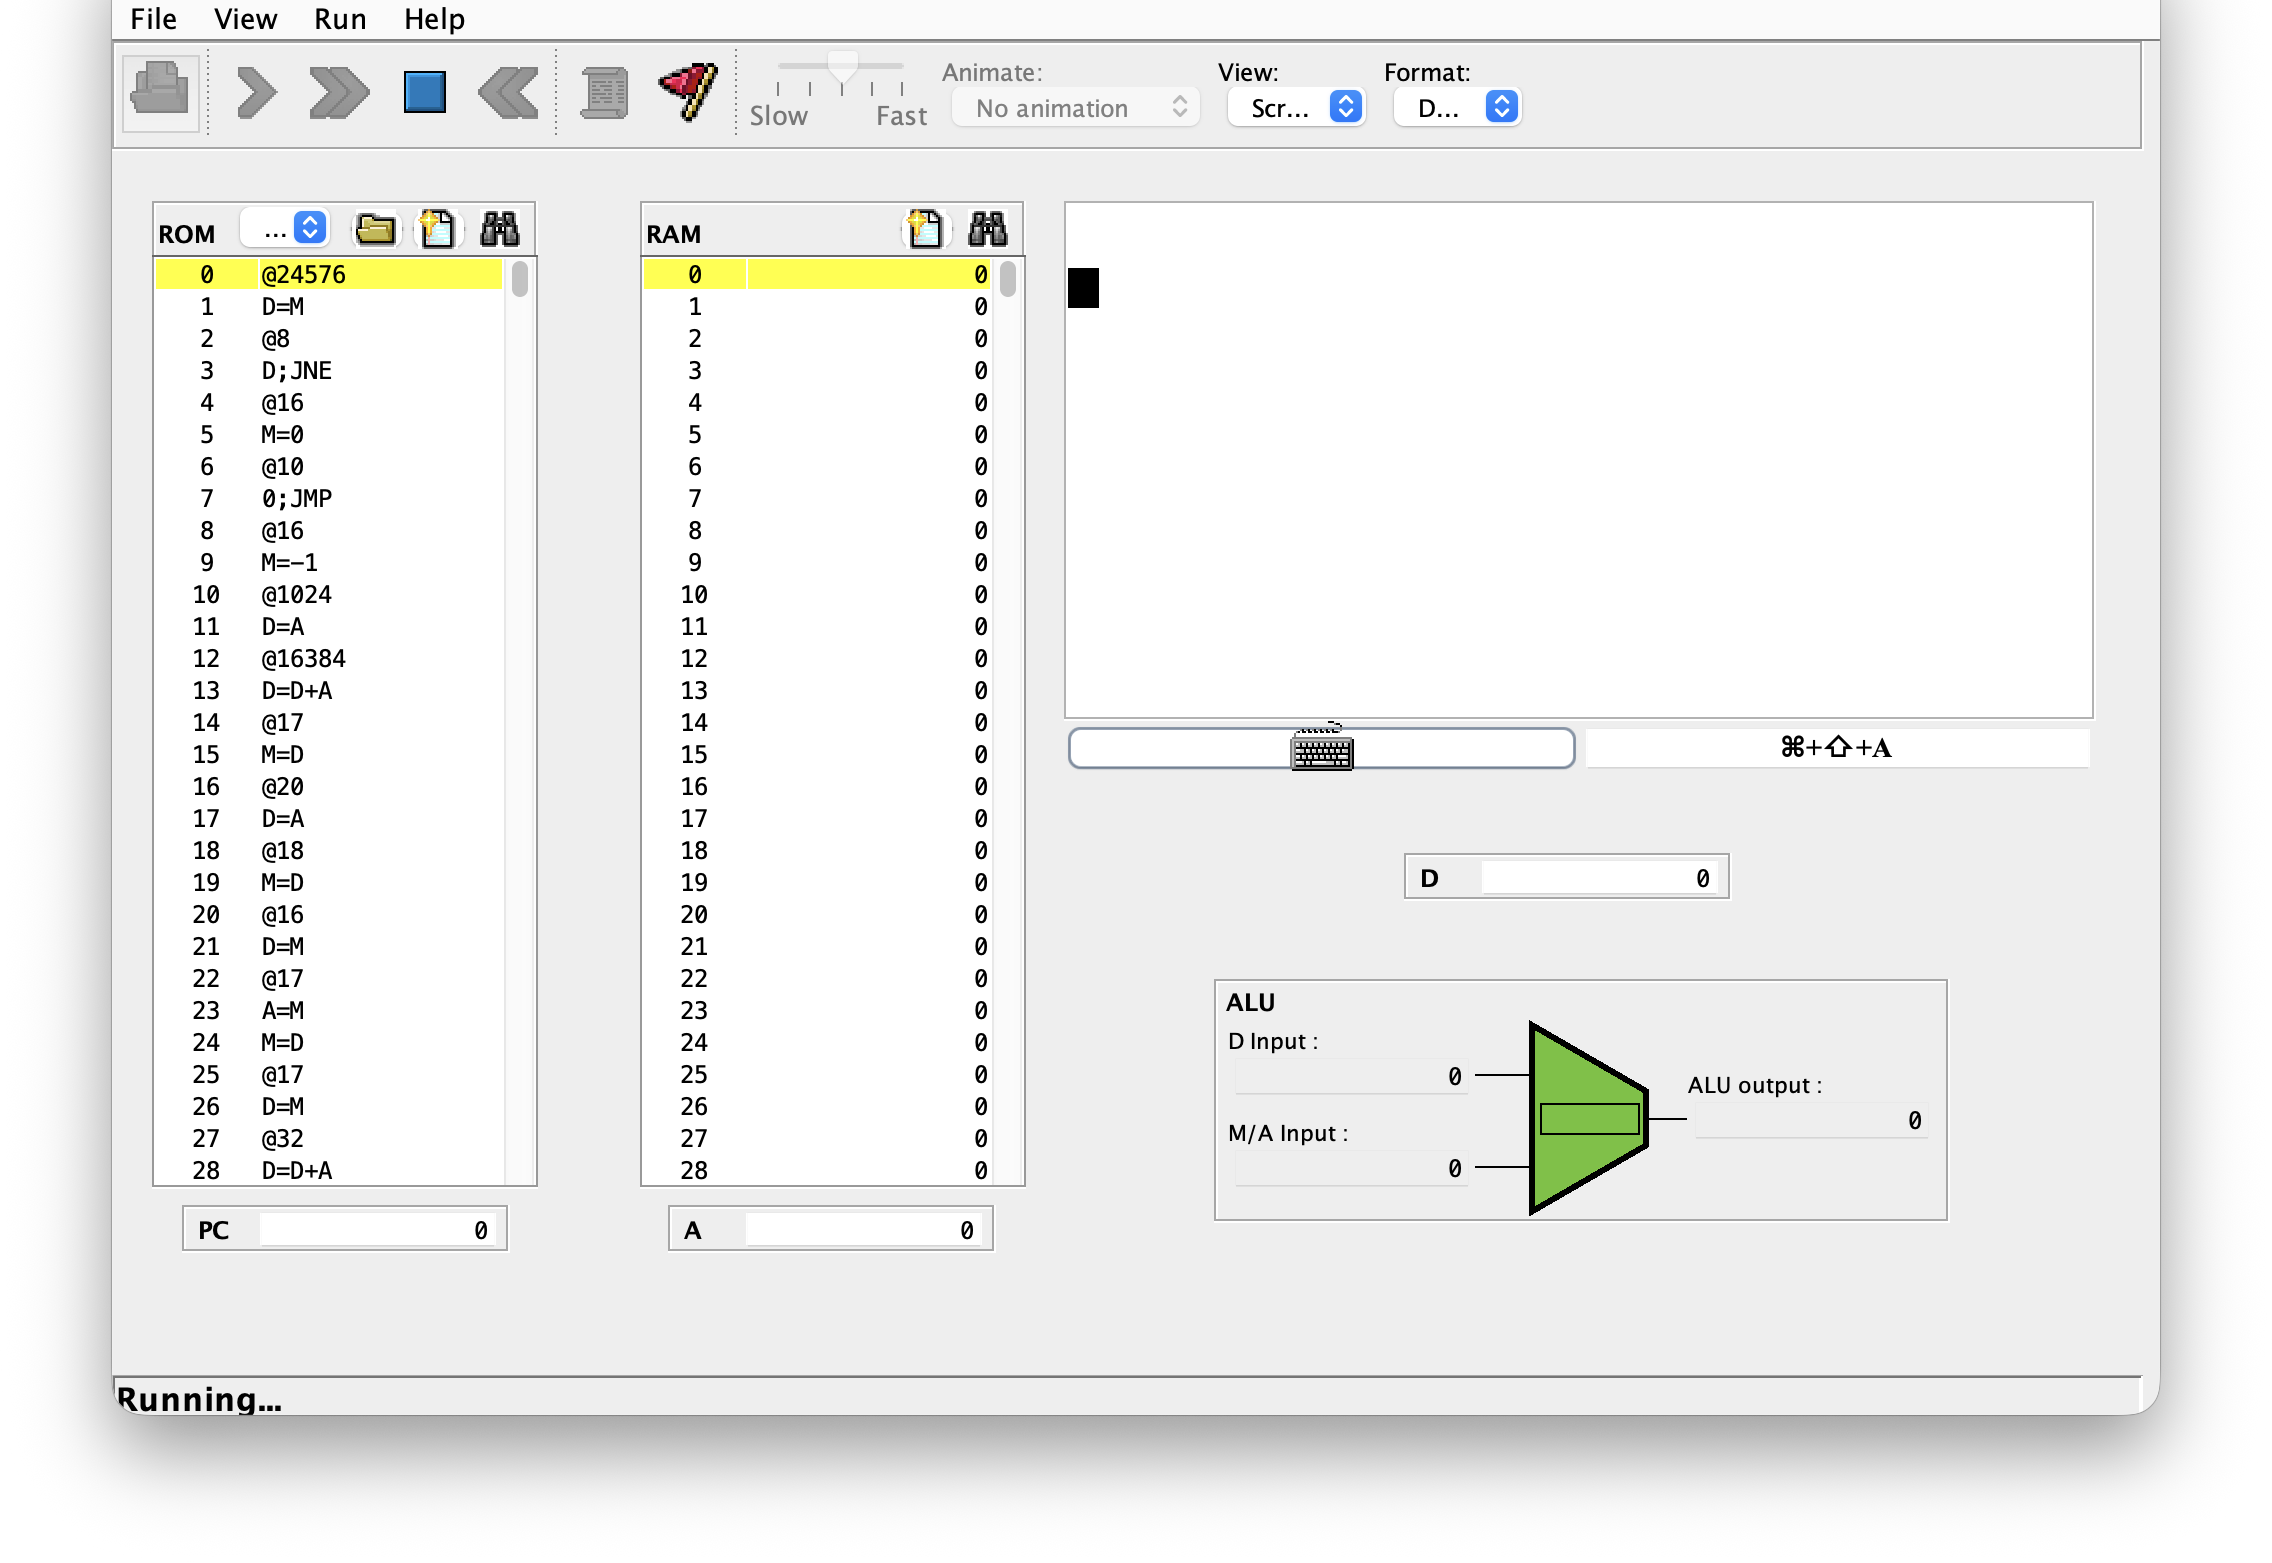 File View Run Help
Slow Fast
Animate:
No animation
View:
Scr...
Format:
D...
ROM ...
0 @24576
1 D=M
2 @8
3 D;JNE
4 @16
5 M=0
6 @10
7 0;JMP
8 @16
9 M=-1
10 @1024
11 D=A
12 @16384
13 D=D+A
14 @17
15 M=D
16 @20
17 D=A
18 @18
19 M=D
20 @16
21 D=M
22 @17
23 A=M
24 M=D
25 @17
26 D=M
27 @32
28 D=D+A
PC 0
RAM
0 0
1 0
2 0
3 0
4 0
5 0
6 0
7 0
8 0
9 0
10 0
11 0
12 0
13 0
14 0
15 0
16 0
17 0
18 0
19 0
20 0
21 0
22 0
23 0
24 0
25 0
26 0
27 0
28 0
A 0
⌘+⇧+A
D 0
ALU
D Input :
0
M/A Input :
0
ALU output :
0
Running...